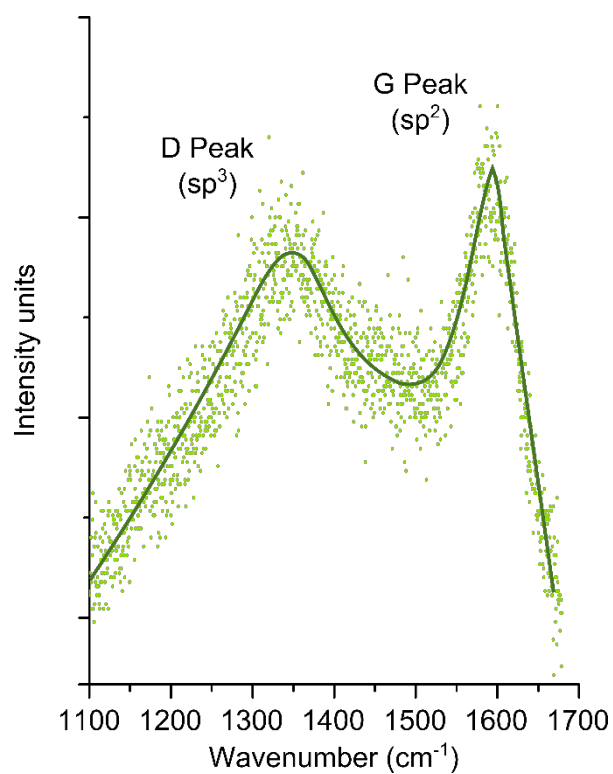 G Peak
(sp²)
D Peak
(sp³)
Intensity units
1100 1200 1300 1400 1500 1600 1700
Wavenumber (cm⁻¹)